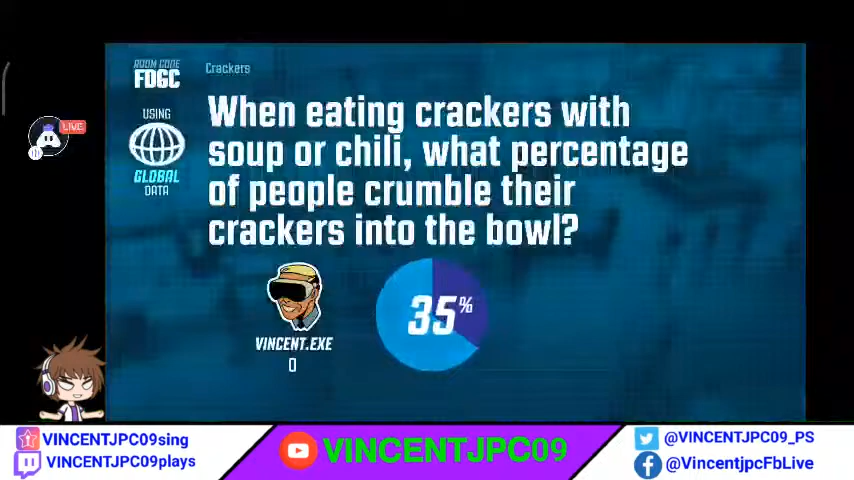 ROOM CODE
FDGC
Crackers
USING
GLOBAL
DATA
LIVE
When eating crackers with
soup or chili, what percentage
of people crumble their
crackers into the bowl?
35%
VINCENT.EXE
0
VINCENTJPC09sing
VINCENTJPC09plays
VINCENTJPC09
@VINCENTJPC09_PS
@VincentjpcFbLive